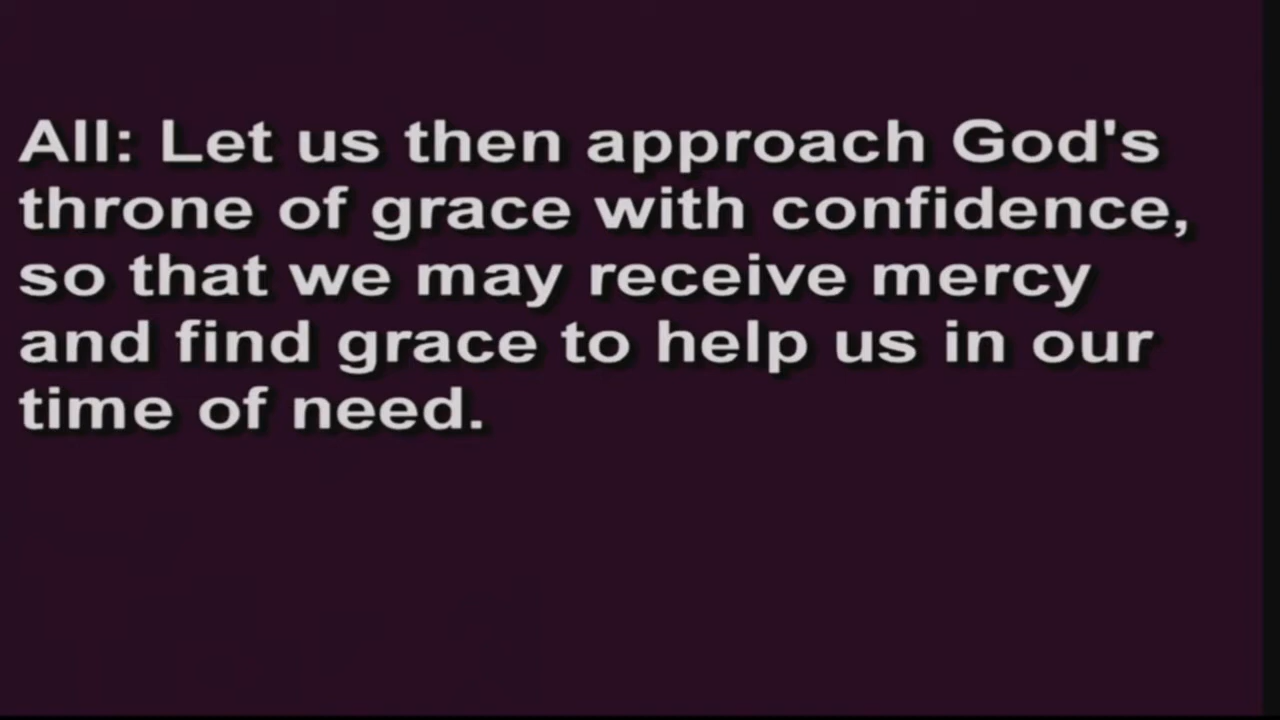 All: Let us then approach God's
throne of grace with confidence,
so that we may receive mercy
and find grace to help us in our
time of need.